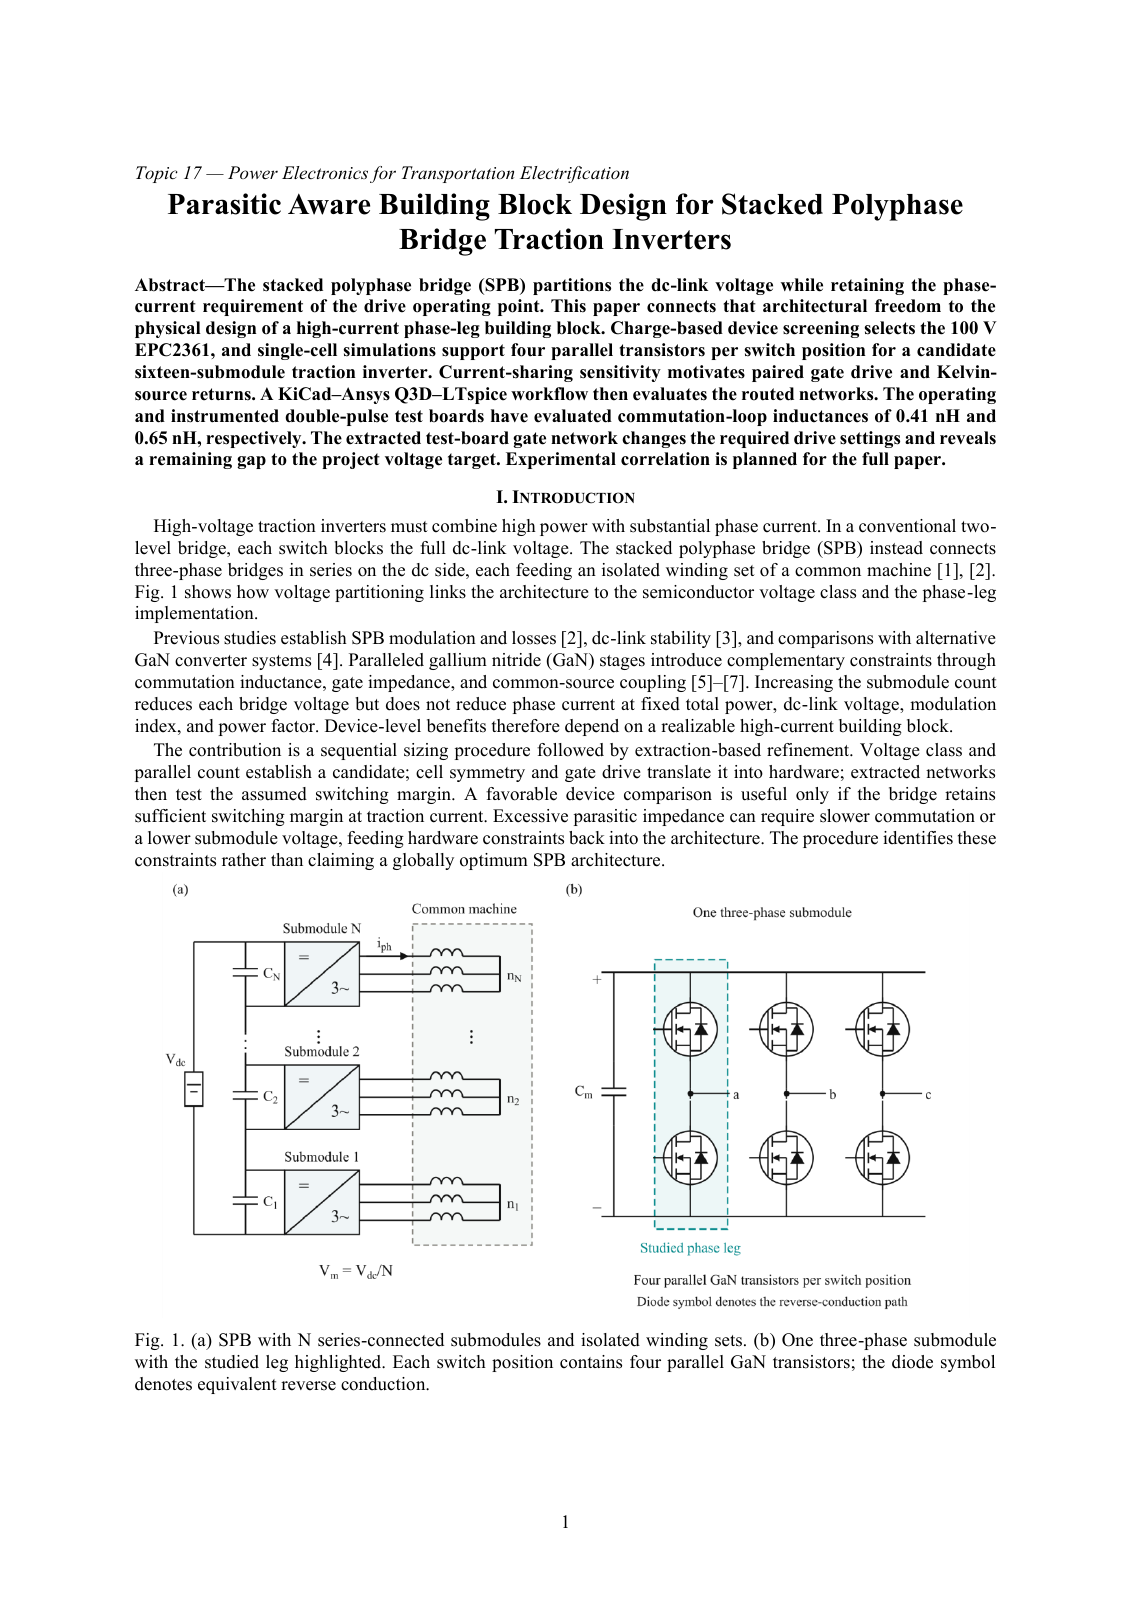 Topic 17 — Power Electronics for Transportation Electrification
Parasitic Aware Building Block Design for Stacked Polyphase
Bridge Traction Inverters
Abstract—The stacked polyphase bridge (SPB) partitions the dc-link voltage while retaining the phase-
current requirement of the drive operating point. This paper connects that architectural freedom to the
physical design of a high-current phase-leg building block. Charge-based device screening selects the 100 V
EPC2361, and single-cell simulations support four parallel transistors per switch position for a candidate
sixteen-submodule traction inverter. Current-sharing sensitivity motivates paired gate drive and Kelvin-
source returns. A KiCad–Ansys Q3D–LTspice workflow then evaluates the routed networks. The operating
and instrumented double-pulse test boards have evaluated commutation-loop inductances of 0.41 nH and
0.65 nH, respectively. The extracted test-board gate network changes the required drive settings and reveals
a remaining gap to the project voltage target. Experimental correlation is planned for the full paper.
I. INTRODUCTION
High-voltage traction inverters must combine high power with substantial phase current. In a conventional two-
level bridge, each switch blocks the full dc-link voltage. The stacked polyphase bridge (SPB) instead connects
three-phase bridges in series on the dc side, each feeding an isolated winding set of a common machine [1], [2].
Fig. 1 shows how voltage partitioning links the architecture to the semiconductor voltage class and the phase-leg
implementation.
Previous studies establish SPB modulation and losses [2], dc-link stability [3], and comparisons with alternative
GaN converter systems [4]. Paralleled gallium nitride (GaN) stages introduce complementary constraints through
commutation inductance, gate impedance, and common-source coupling [5]–[7]. Increasing the submodule count
reduces each bridge voltage but does not reduce phase current at fixed total power, dc-link voltage, modulation
index, and power factor. Device-level benefits therefore depend on a realizable high-current building block.
The contribution is a sequential sizing procedure followed by extraction-based refinement. Voltage class and
parallel count establish a candidate; cell symmetry and gate drive translate it into hardware; extracted networks
then test the assumed switching margin. A favorable device comparison is useful only if the bridge retains
sufficient switching margin at traction current. Excessive parasitic impedance can require slower commutation or
a lower submodule voltage, feeding hardware constraints back into the architecture. The procedure identifies these
constraints rather than claiming a globally optimum SPB architecture.
(a)
Common machine
Submodule N
iph
CN
=
3~
nN
⋮
⋮
⋮
Submodule 2
Vdc
C2
=
3~
n2
Submodule 1
C1
=
3~
n1
Vm = Vdc/N
(b)
One three-phase submodule
+
Cm
a
b
c
−
Studied phase leg
Four parallel GaN transistors per switch position
Diode symbol denotes the reverse-conduction path
Fig. 1. (a) SPB with N series-connected submodules and isolated winding sets. (b) One three-phase submodule
with the studied leg highlighted. Each switch position contains four parallel GaN transistors; the diode symbol
denotes equivalent reverse conduction.
1